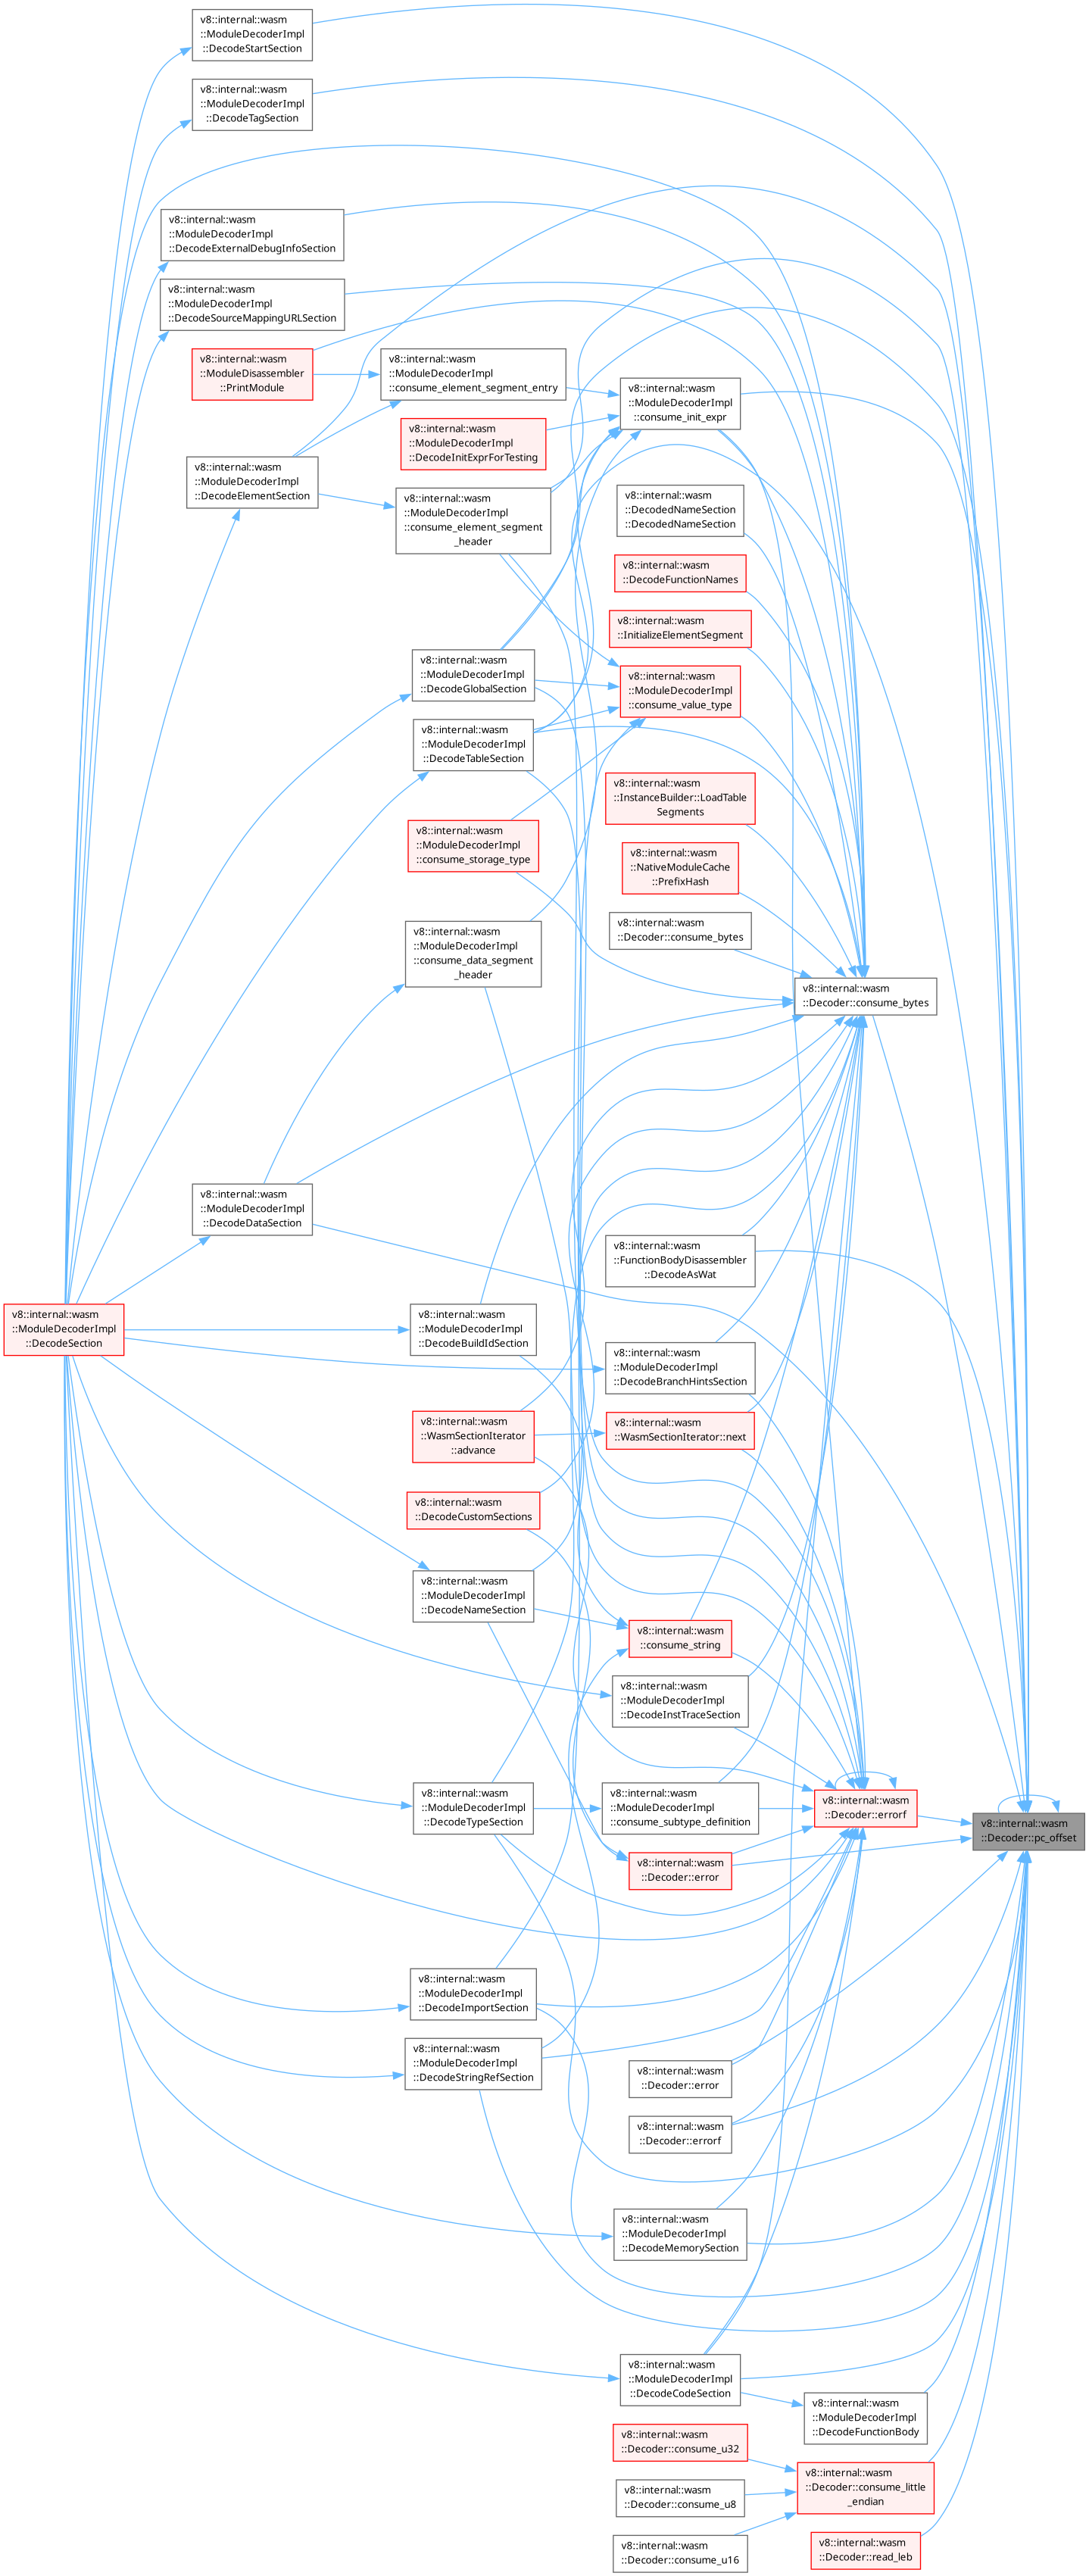 v8::internal::wasm
::ModuleDecoderImpl
::DecodeStartSection
v8::internal::wasm
::ModuleDecoderImpl
::DecodeTagSection
v8::internal::wasm
::ModuleDecoderImpl
::DecodeExternalDebugInfoSection
v8::internal::wasm
::ModuleDecoderImpl
::DecodeSourceMappingURLSection
v8::internal::wasm
::ModuleDisassembler
::PrintModule
v8::internal::wasm
::ModuleDecoderImpl
::consume_element_segment_entry
v8::internal::wasm
::ModuleDecoderImpl
::consume_init_expr
v8::internal::wasm
::ModuleDecoderImpl
::DecodeInitExprForTesting
v8::internal::wasm
::ModuleDecoderImpl
::DecodeElementSection
v8::internal::wasm
::ModuleDecoderImpl
::consume_element_segment
_header
v8::internal::wasm
::DecodedNameSection
::DecodedNameSection
v8::internal::wasm
::DecodeFunctionNames
v8::internal::wasm
::InitializeElementSegment
v8::internal::wasm
::ModuleDecoderImpl
::DecodeGlobalSection
v8::internal::wasm
::ModuleDecoderImpl
::consume_value_type
v8::internal::wasm
::ModuleDecoderImpl
::DecodeTableSection
v8::internal::wasm
::InstanceBuilder::LoadTable
Segments
v8::internal::wasm
::ModuleDecoderImpl
::consume_storage_type
v8::internal::wasm
::NativeModuleCache
::PrefixHash
v8::internal::wasm
::Decoder::consume_bytes
v8::internal::wasm
::ModuleDecoderImpl
::consume_data_segment
_header
v8::internal::wasm
::Decoder::consume_bytes
v8::internal::wasm
::ModuleDecoderImpl
::DecodeDataSection
v8::internal::wasm
::FunctionBodyDisassembler
::DecodeAsWat
v8::internal::wasm
::ModuleDecoderImpl
::DecodeSection
v8::internal::wasm
::ModuleDecoderImpl
::DecodeBuildIdSection
v8::internal::wasm
::ModuleDecoderImpl
::DecodeBranchHintsSection
v8::internal::wasm
::WasmSectionIterator
::advance
v8::internal::wasm
::WasmSectionIterator::next
v8::internal::wasm
::DecodeCustomSections
v8::internal::wasm
::ModuleDecoderImpl
::DecodeNameSection
v8::internal::wasm
::consume_string
v8::internal::wasm
::ModuleDecoderImpl
::DecodeInstTraceSection
v8::internal::wasm
::ModuleDecoderImpl
::DecodeTypeSection
v8::internal::wasm
::ModuleDecoderImpl
::consume_subtype_definition
v8::internal::wasm
::Decoder::errorf
v8::internal::wasm
::Decoder::pc_offset
v8::internal::wasm
::Decoder::error
v8::internal::wasm
::ModuleDecoderImpl
::DecodeImportSection
v8::internal::wasm
::ModuleDecoderImpl
::DecodeStringRefSection
v8::internal::wasm
::Decoder::error
v8::internal::wasm
::Decoder::errorf
v8::internal::wasm
::ModuleDecoderImpl
::DecodeMemorySection
v8::internal::wasm
::ModuleDecoderImpl
::DecodeCodeSection
v8::internal::wasm
::ModuleDecoderImpl
::DecodeFunctionBody
v8::internal::wasm
::Decoder::consume_u32
v8::internal::wasm
::Decoder::consume_little
_endian
v8::internal::wasm
::Decoder::consume_u8
v8::internal::wasm
::Decoder::consume_u16
v8::internal::wasm
::Decoder::read_leb